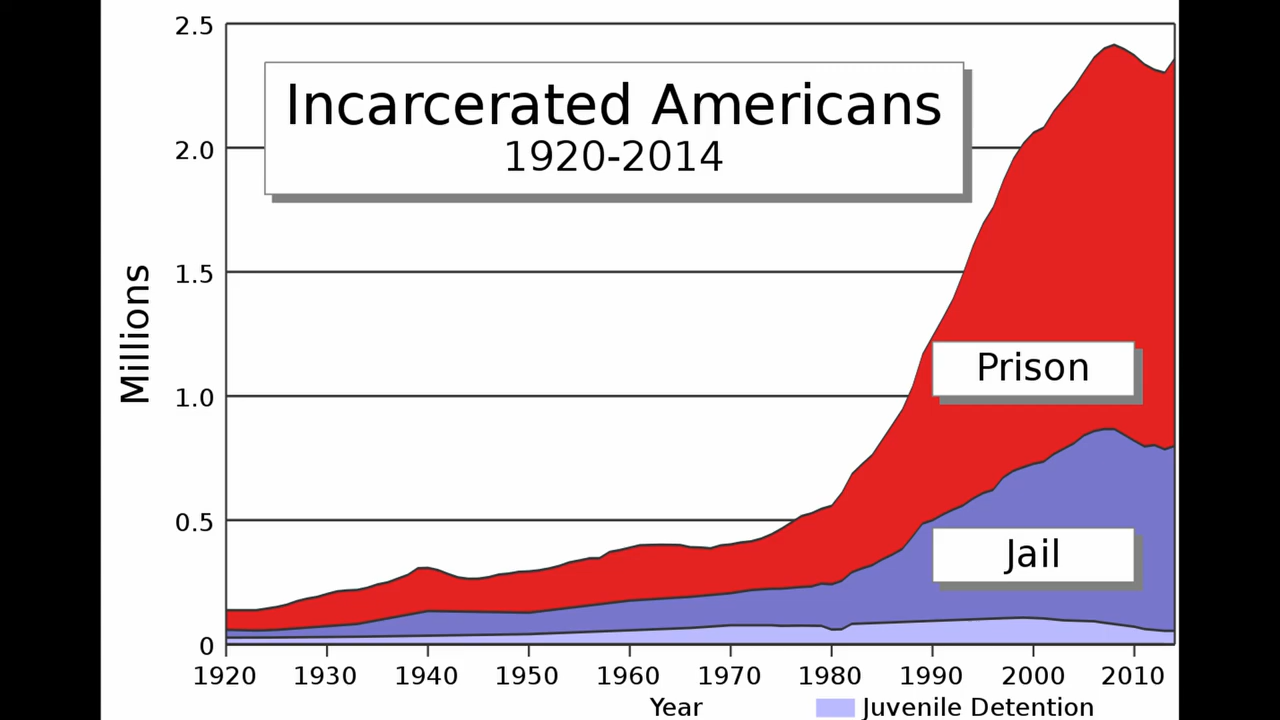 2.5
Incarcerated Americans
1920-2014
2.0
1.5
Millions
Prison
1.0
0.5
Jail
0
1920 1930 1940 1950 1960 1970 1980 1990 2000 2010
Year
Juvenile Detention